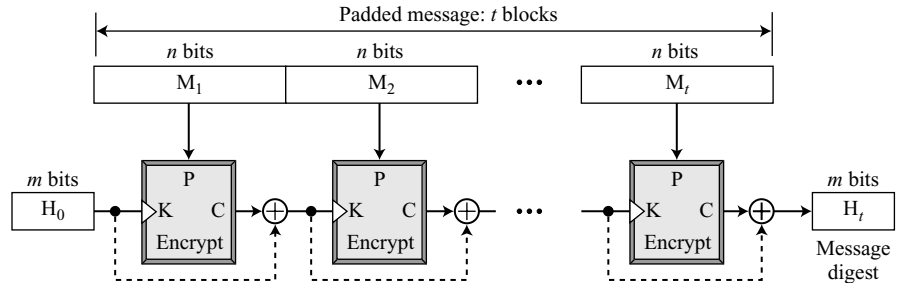 Padded message: t blocks
n bits n bits n bits
M1 M2 ••• Mt
m bits P P P m bits
H0 K C K C ••• K C Ht
Encrypt Encrypt Encrypt
Message
digest